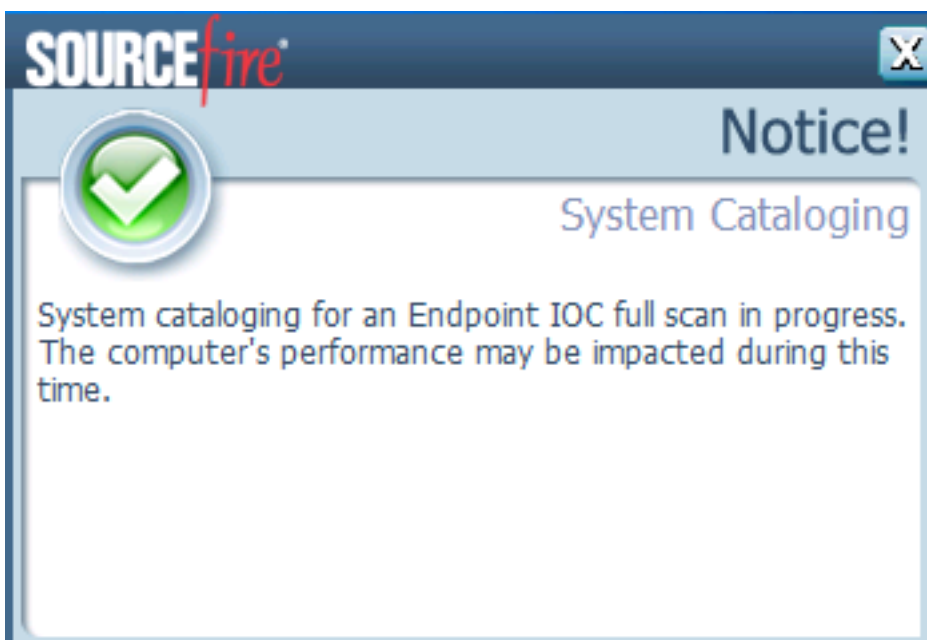 SOURCEfire®
X
Notice!
System Cataloging
System cataloging for an Endpoint IOC full scan in progress.
The computer's performance may be impacted during this
time.